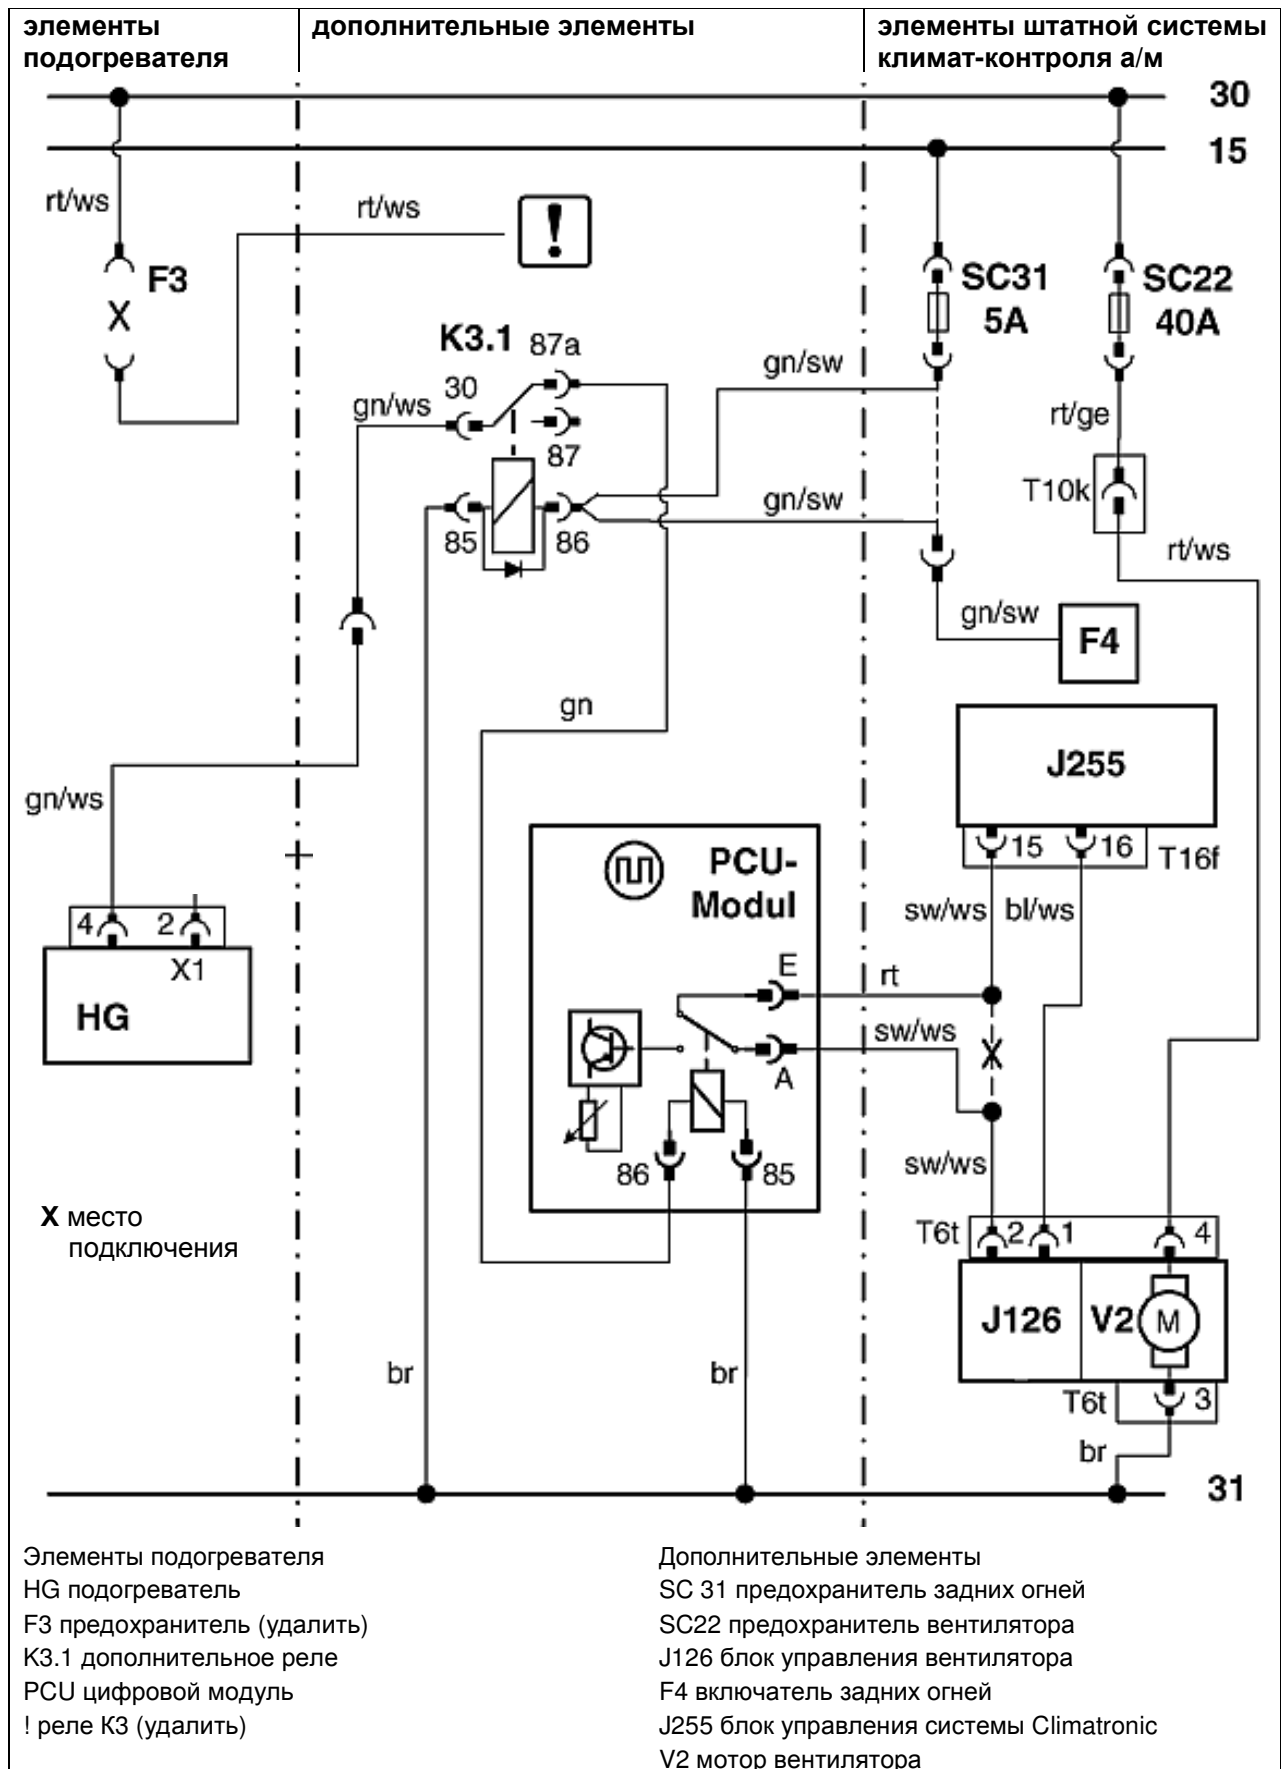 элементы
подогревателя
дополнительные элементы
элементы штатной системы
климат-контроля а/м
30
15
rt/ws
rt/ws
!
F3
X
SC31
5A
SC22
40A
K3.1
87a
30
gn/ws
87
85
86
gn/sw
gn/sw
rt/ge
T10k
rt/ws
gn/sw
F4
gn
J255
15
16
T16f
gn/ws
PCU-
Modul
sw/ws
bl/ws
4
2
X1
HG
E
rt
sw/ws
X
A
86
85
sw/ws
X место
подключения
T6t
2
1
4
J126
V2
M
br
br
T6t
3
br
31
Элементы подогревателя
HG подогреватель
F3 предохранитель (удалить)
K3.1 дополнительное реле
PCU цифровой модуль
! реле К3 (удалить)
Дополнительные элементы
SC 31 предохранитель задних огней
SC22 предохранитель вентилятора
J126 блок управления вентилятора
F4 включатель задних огней
J255 блок управления системы Climatronic
V2 мотор вентилятора